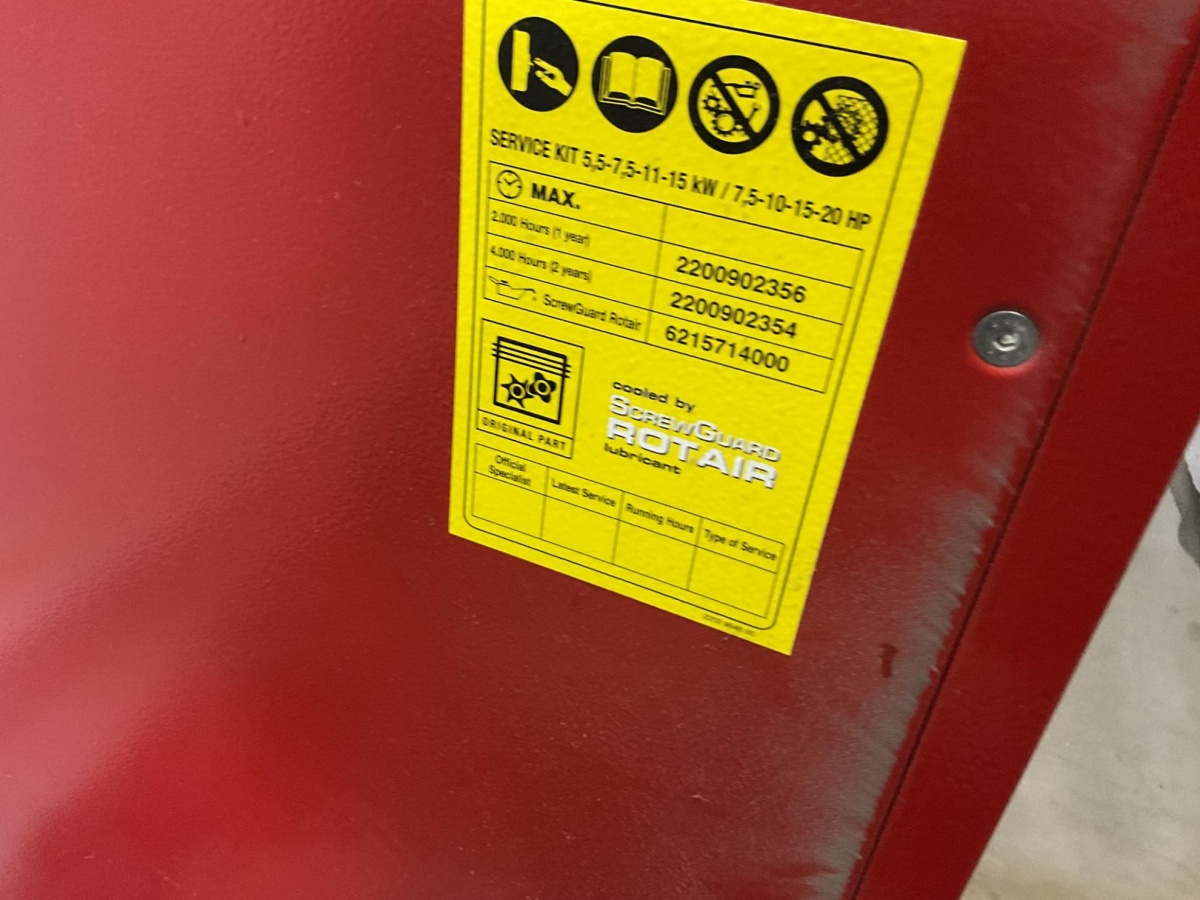 SERVICE KIT 5,5-7,5-11-15 kW / 7,5-10-15-20 HP
MAX.
2.000 Hours (1 year) 2200902356
4.000 Hours (2 years) 2200902354
ScrewGuard Rotair 6215714000
ORIGINAL PART
cooled by
SCREWGUARD
ROTAIR
lubricant
Official Specialist Latest Service Running Hours Type of Service